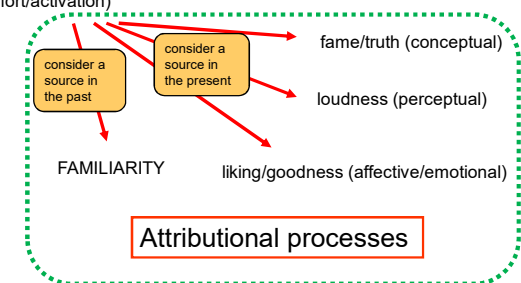 ort/activation)
consider a
source in
the past
consider a
source in
the present
fame/truth (conceptual)
loudness (perceptual)
FAMILIARITY
liking/goodness (affective/emotional)
Attributional processes